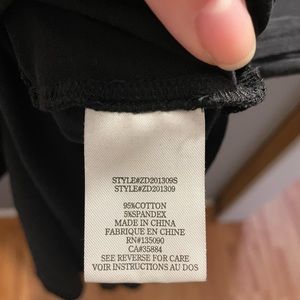 STYLE#ZD201309S
STYLE#ZD201309
95%COTTON
5%SPANDEX
MADE IN CHINA
FABRIQUE EN CHINE
RN#135090
CA#35884
SEE REVERSE FOR CARE
VOIR INSTRUCTIONS AU DOS